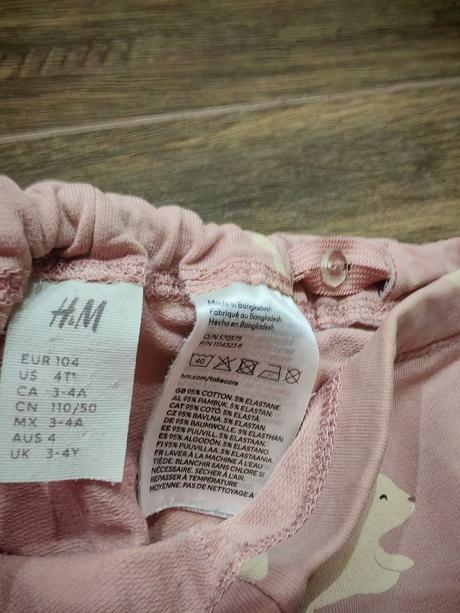 H&M
EUR 104
US 4T*
CA 3-4A
CN 110/50
MX 3-4A
AUS 4
UK 3-4Y
Made in Bangladesh
Fabriqué au Bangladesh
Hecho en Bangladesh
O/N 570575
P/N 1114323 8
40
hm.com/takecare
GB 95% COTTON, 5% ELASTANE.
AL 95% PAMBUK, 5% ELASTAN.
CAT 95% COTÓ, 5% ELASTÀ.
CZ 95% BAVLNA, 5% ELASTAN.
DE 95% BAUMWOLLE, 5% ELASTHAN.
EE 95% PUUVILL, 5% ELASTAAN.
ES 95% ALGODÓN, 5% ELASTANO.
FI 95% PUUVILLAA, 5% ELASTAANIA.
FR LAVER À LA MACHINE À L'EAU
TIÈDE. BLANCHIR SANS CHLORE SI
NÉCESSAIRE. SÉCHER À L'AIR.
REPASSER À TEMPÉRATURE
MOYENNE. PAS DE NETTOYAGE À